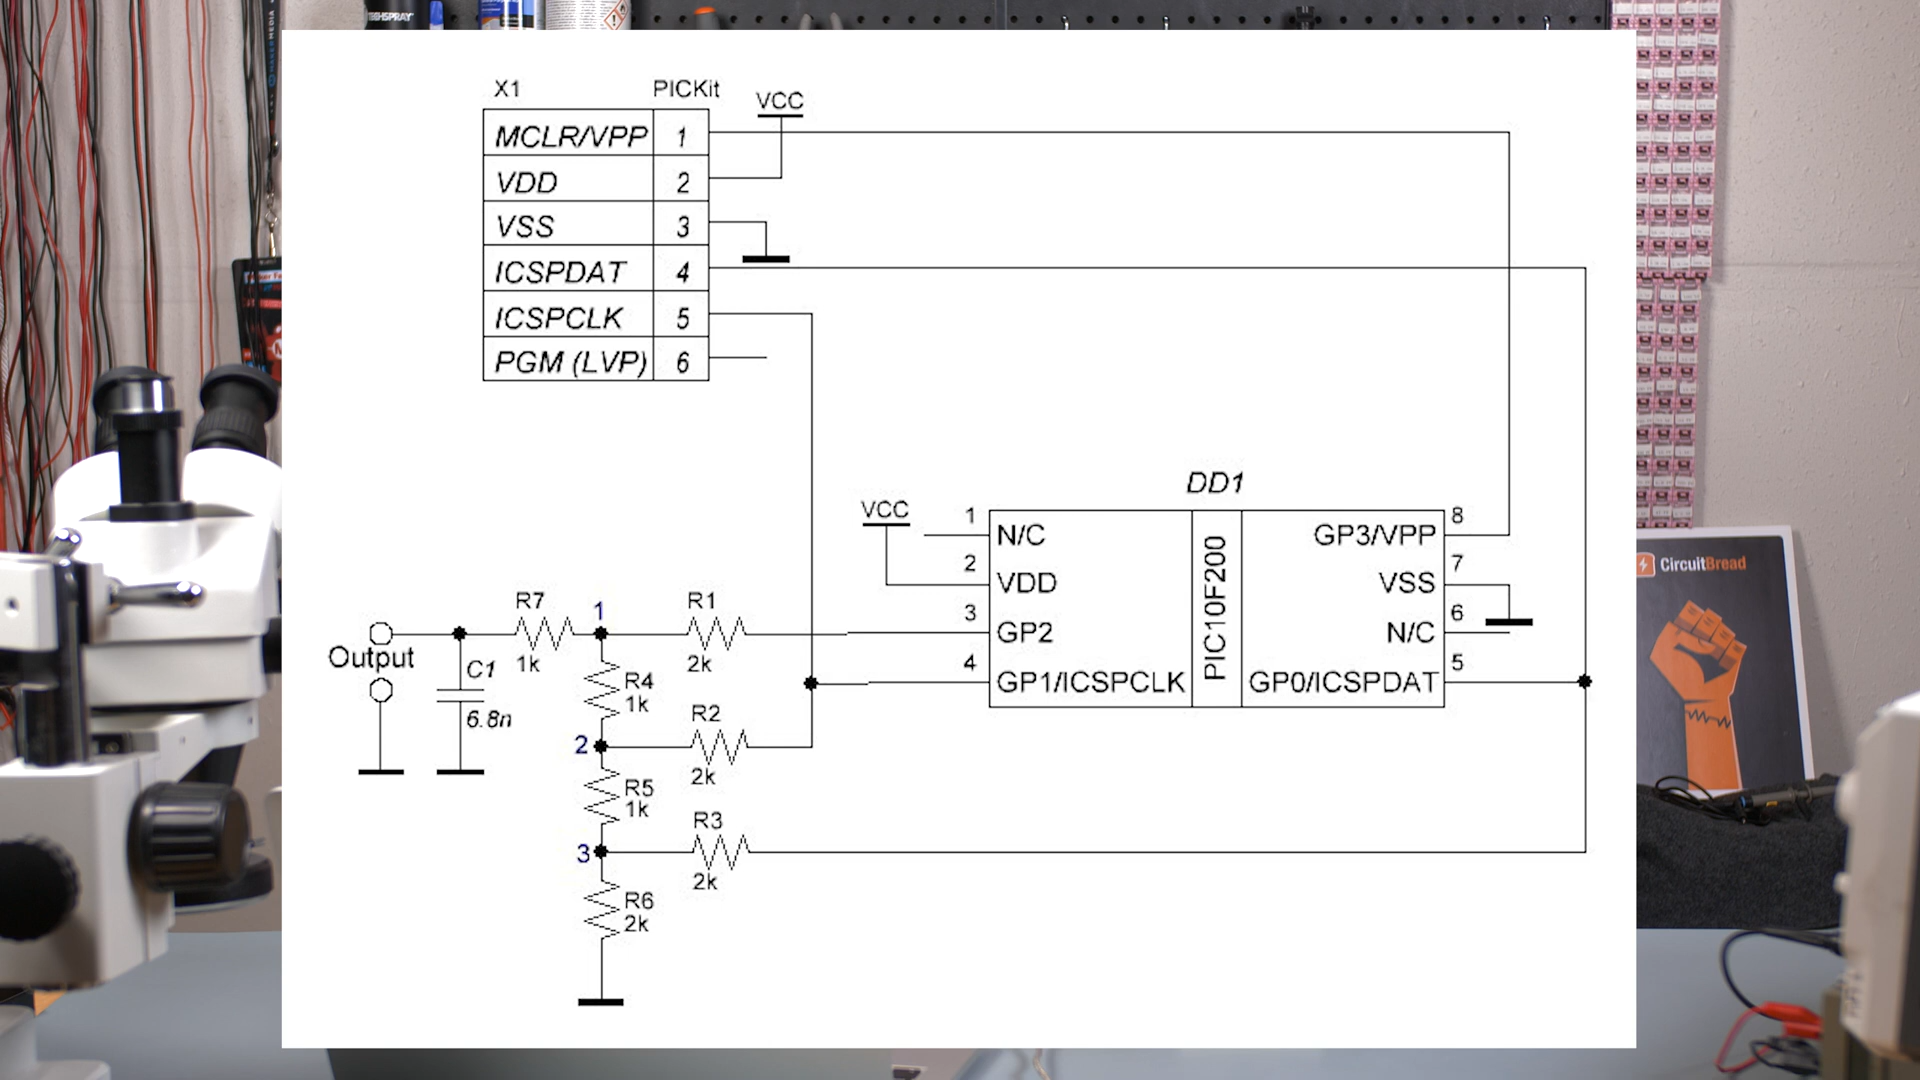 TECHSPRAY
X1 PICKit
VCC
MCLR/VPP 1
VDD 2
VSS 3
ICSPDAT 4
ICSPCLK 5
PGM (LVP) 6
DD1
VCC
1 N/C
2 VDD
3 GP2
4 GP1/ICSPCLK
PIC10F200
GP3/VPP 8
VSS 7
N/C 6
GP0/ICSPDAT 5
Output
C1
6.8n
R7
1k
1
R1
2k
R4
1k
2
R2
2k
R5
1k
3
R3
2k
R6
2k
CircuitBread